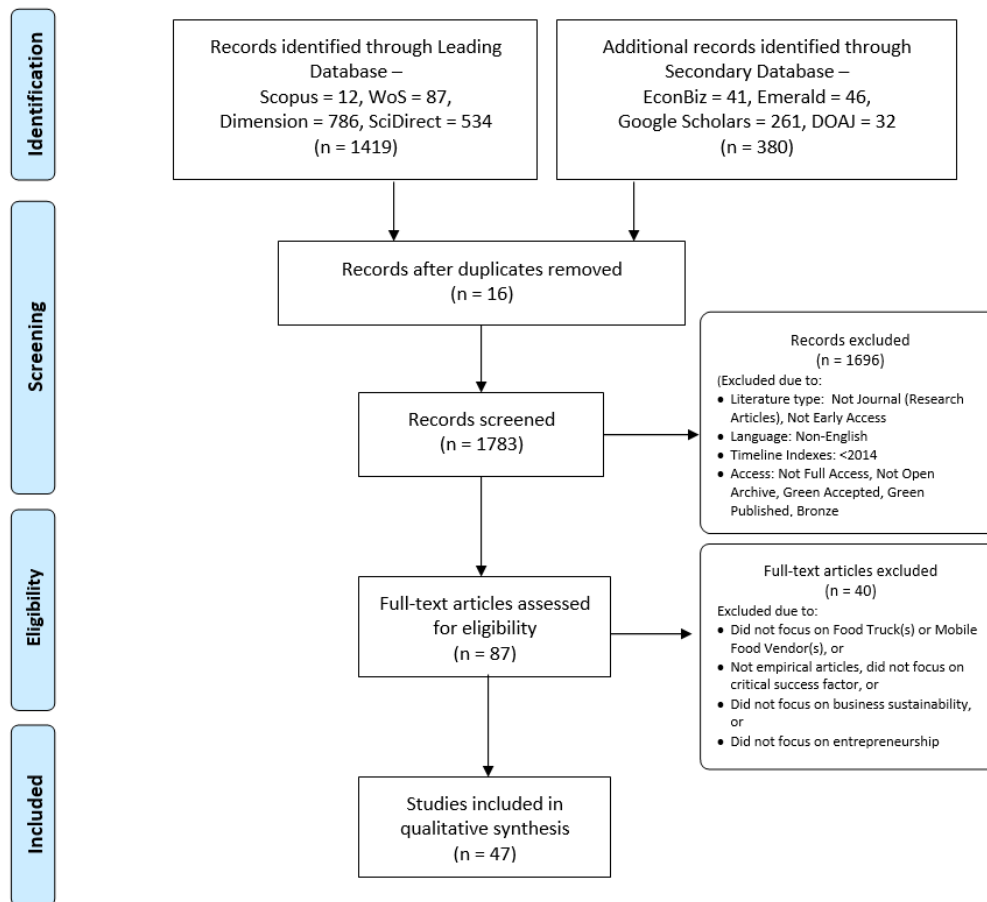 Identification
Records identified through Leading
Database –
Scopus = 12, WoS = 87,
Dimension = 786, SciDirect = 534
(n = 1419)
Additional records identified through
Secondary Database –
EconBiz = 41, Emerald = 46,
Google Scholars = 261, DOAJ = 32
(n = 380)
Screening
Records after duplicates removed
(n = 16)
Records screened
(n = 1783)
Records excluded
(n = 1696)
(Excluded due to:
• Literature type: Not Journal (Research
Articles), Not Early Access
• Language: Non-English
• Timeline Indexes: <2014
• Access: Not Full Access, Not Open
Archive, Green Accepted, Green
Published, Bronze
Eligibility
Full-text articles assessed
for eligibility
(n = 87)
Full-text articles excluded
(n = 40)
Excluded due to:
• Did not focus on Food Truck(s) or Mobile
Food Vendor(s), or
• Not empirical articles, did not focus on
critical success factor, or
• Did not focus on business sustainability,
or
• Did not focus on entrepreneurship
Included
Studies included in
qualitative synthesis
(n = 47)